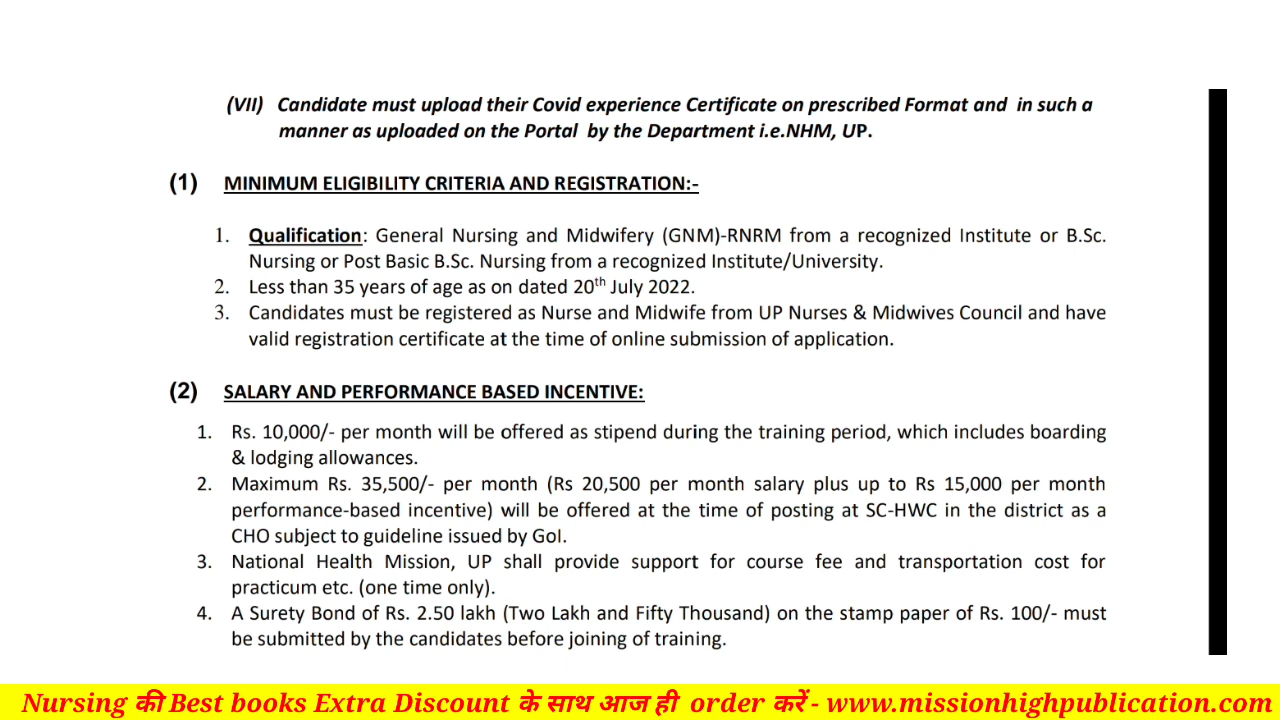 (VII) Candidate must upload their Covid experience Certificate on prescribed Format and in such a
manner as uploaded on the Portal by the Department i.e.NHM, UP.
(1) MINIMUM ELIGIBILITY CRITERIA AND REGISTRATION:-
1. Qualification: General Nursing and Midwifery (GNM)-RNRM from a recognized Institute or B.Sc.
Nursing or Post Basic B.Sc. Nursing from a recognized Institute/University.
2. Less than 35 years of age as on dated 20th July 2022.
3. Candidates must be registered as Nurse and Midwife from UP Nurses & Midwives Council and have
valid registration certificate at the time of online submission of application.
(2) SALARY AND PERFORMANCE BASED INCENTIVE:
1. Rs. 10,000/- per month will be offered as stipend during the training period, which includes boarding
& lodging allowances.
2. Maximum Rs. 35,500/- per month (Rs 20,500 per month salary plus up to Rs 15,000 per month
performance-based incentive) will be offered at the time of posting at SC-HWC in the district as a
CHO subject to guideline issued by GoI.
3. National Health Mission, UP shall provide support for course fee and transportation cost for
practicum etc. (one time only).
4. A Surety Bond of Rs. 2.50 lakh (Two Lakh and Fifty Thousand) on the stamp paper of Rs. 100/- must
be submitted by the candidates before joining of training.
Nursing की Best books Extra Discount के साथ आज ही order करें - www.missionhighpublication.com